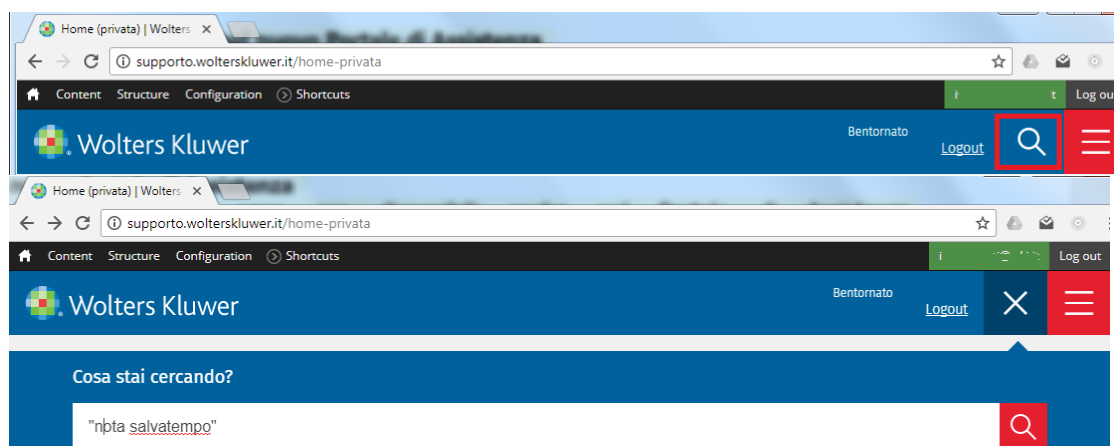 Home (privata) | Wolters
supporto.wolterskluwer.it/home-privata
Content Structure Configuration Shortcuts Log ou
Wolters Kluwer
Bentornato
Logout
Home (privata) | Wolters
supporto.wolterskluwer.it/home-privata
Content Structure Configuration Shortcuts Log out
Wolters Kluwer
Bentornato
Logout
Cosa stai cercando?
"nota salvatempo"